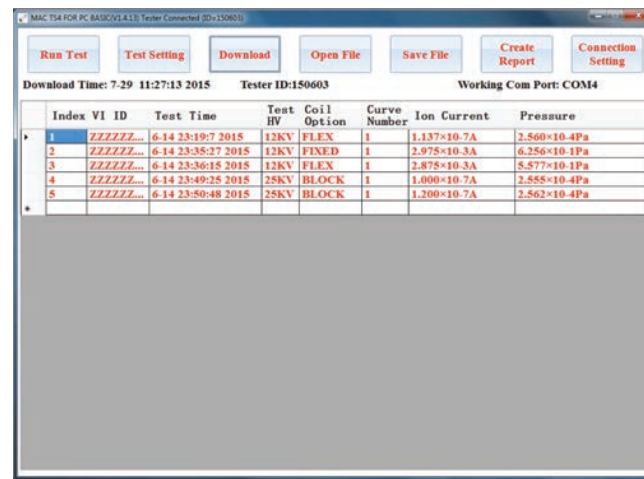 MAC TS4 FOR PC BASIC(V1.4.13) Tester Connected (ID=150603)
Run Test Test Setting Download Open File Save File Create Report Connection Setting
Download Time: 7-29 11:27:13 2015 Tester ID:150603 Working Com Port: COM4
Index VI ID Test Time Test HV Coil Option Curve Number Ion Current Pressure
1 ZZZZZZ... 6-14 23:19:7 2015 12KV FLEX 1 1.137×10-7A 2.560×10-4Pa
2 ZZZZZZ... 6-14 23:35:27 2015 12KV FIXED 1 2.975×10-3A 6.256×10-1Pa
3 ZZZZZZ... 6-14 23:36:15 2015 12KV FLEX 1 2.875×10-3A 5.577×10-1Pa
4 ZZZZZZ... 6-14 23:49:25 2015 25KV BLOCK 1 1.000×10-7A 2.555×10-4Pa
5 ZZZZZZ... 6-14 23:50:48 2015 25KV BLOCK 1 1.200×10-7A 2.562×10-4Pa